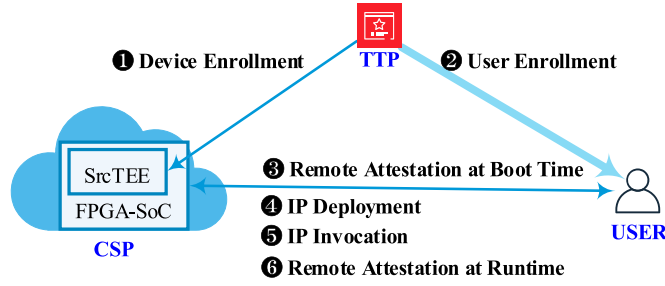 ❶ Device Enrollment
TTP
❷ User Enrollment
SrcTEE
FPGA-SoC
CSP
❸ Remote Attestation at Boot Time
❹ IP Deployment
❺ IP Invocation
❻ Remote Attestation at Runtime
USER